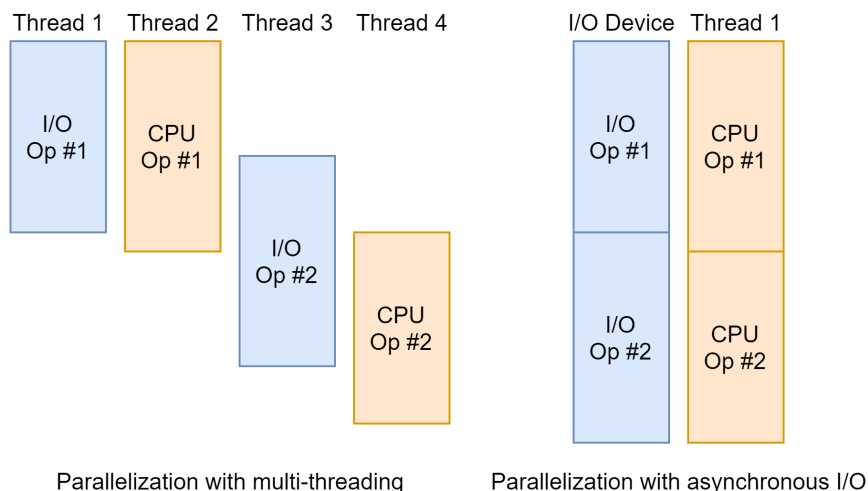 Thread 1
Thread 2
Thread 3
Thread 4
I/O Device
Thread 1
I/O
Op #1
CPU
Op #1
I/O
Op #2
CPU
Op #2
I/O
Op #1
CPU
Op #1
I/O
Op #2
CPU
Op #2
Parallelization with multi-threading
Parallelization with asynchronous I/O